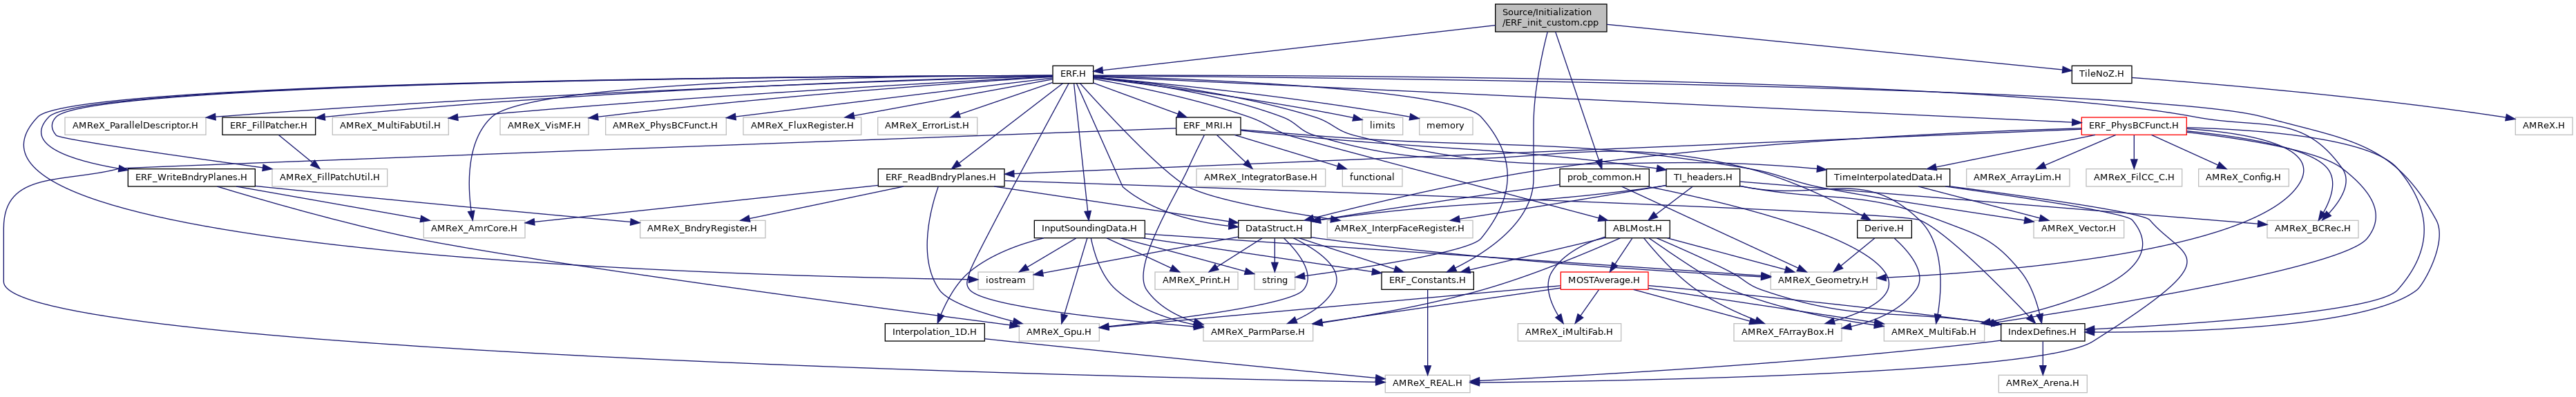 Source/Initialization
/ERF_init_custom.cpp
ERF.H
TileNoZ.H
AMReX_ParallelDescriptor.H
ERF_FillPatcher.H
AMReX_MultiFabUtil.H
AMReX_VisMF.H
AMReX_PhysBCFunct.H
AMReX_FluxRegister.H
AMReX_ErrorList.H
ERF_MRI.H
limits
memory
ERF_PhysBCFunct.H
AMReX.H
ERF_WriteBndryPlanes.H
AMReX_FillPatchUtil.H
ERF_ReadBndryPlanes.H
AMReX_IntegratorBase.H
functional
prob_common.H
TI_headers.H
TimeInterpolatedData.H
AMReX_ArrayLim.H
AMReX_FilCC_C.H
AMReX_Config.H
AMReX_AmrCore.H
AMReX_BndryRegister.H
InputSoundingData.H
DataStruct.H
AMReX_InterpFaceRegister.H
ABLMost.H
Derive.H
AMReX_Vector.H
AMReX_BCRec.H
iostream
AMReX_Print.H
string
ERF_Constants.H
MOSTAverage.H
AMReX_Geometry.H
Interpolation_1D.H
AMReX_Gpu.H
AMReX_ParmParse.H
AMReX_iMultiFab.H
AMReX_FArrayBox.H
AMReX_MultiFab.H
IndexDefines.H
AMReX_REAL.H
AMReX_Arena.H